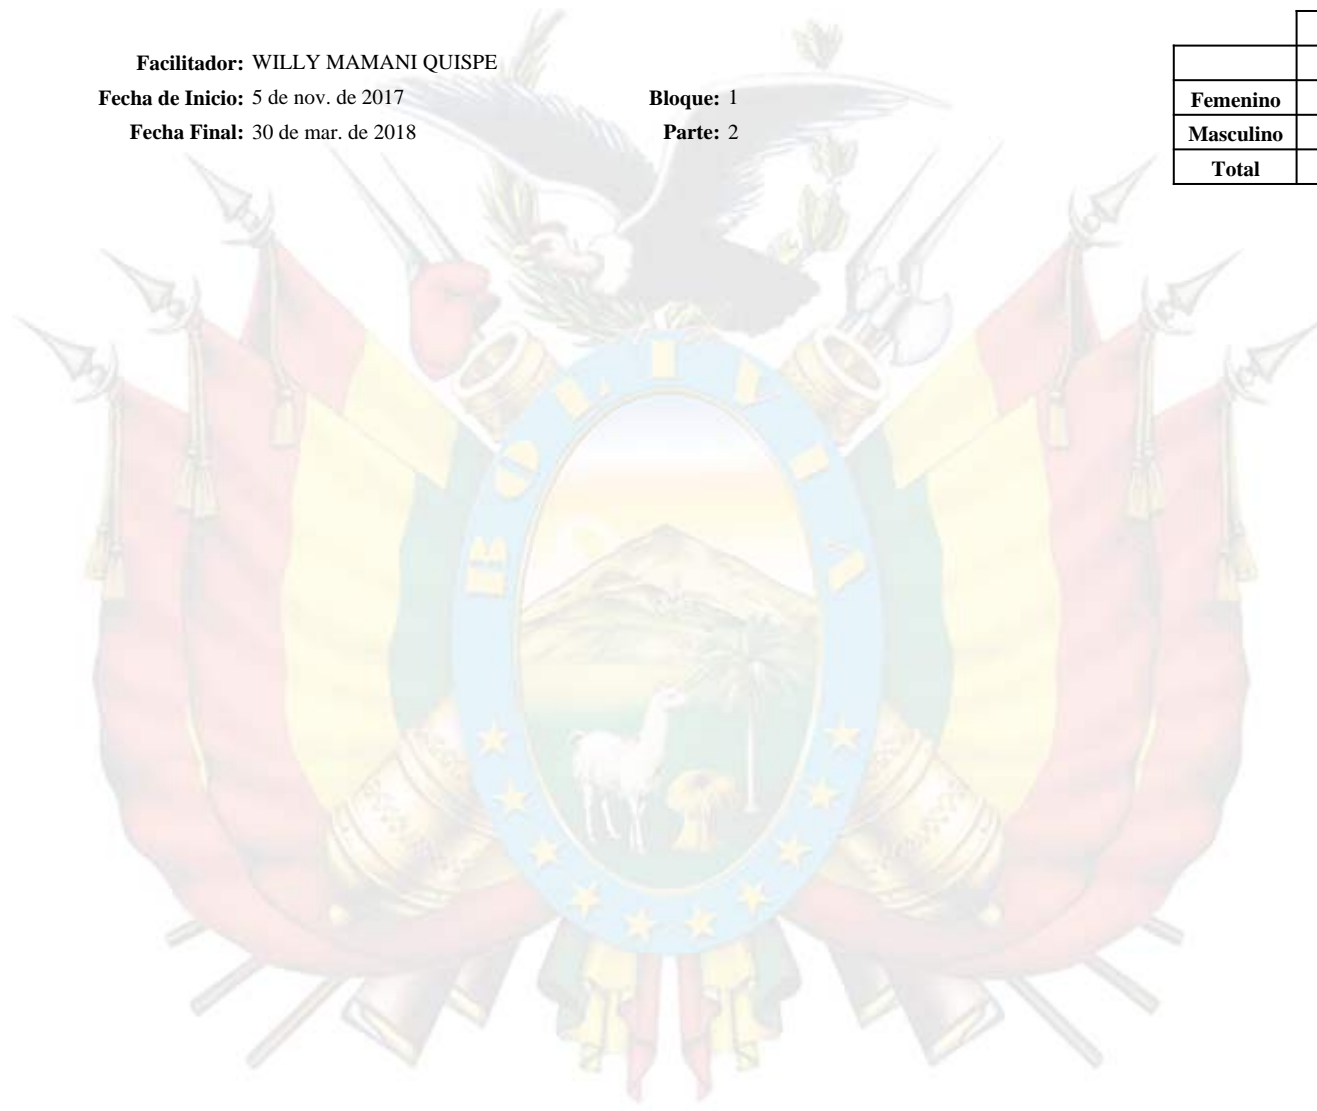 Facilitador: WILLY MAMANI QUISPE
Fecha de Inicio: 5 de nov. de 2017 Bloque: 1
Fecha Final: 30 de mar. de 2018 Parte: 2
Femenino
Masculino
Total
BOLIVIA